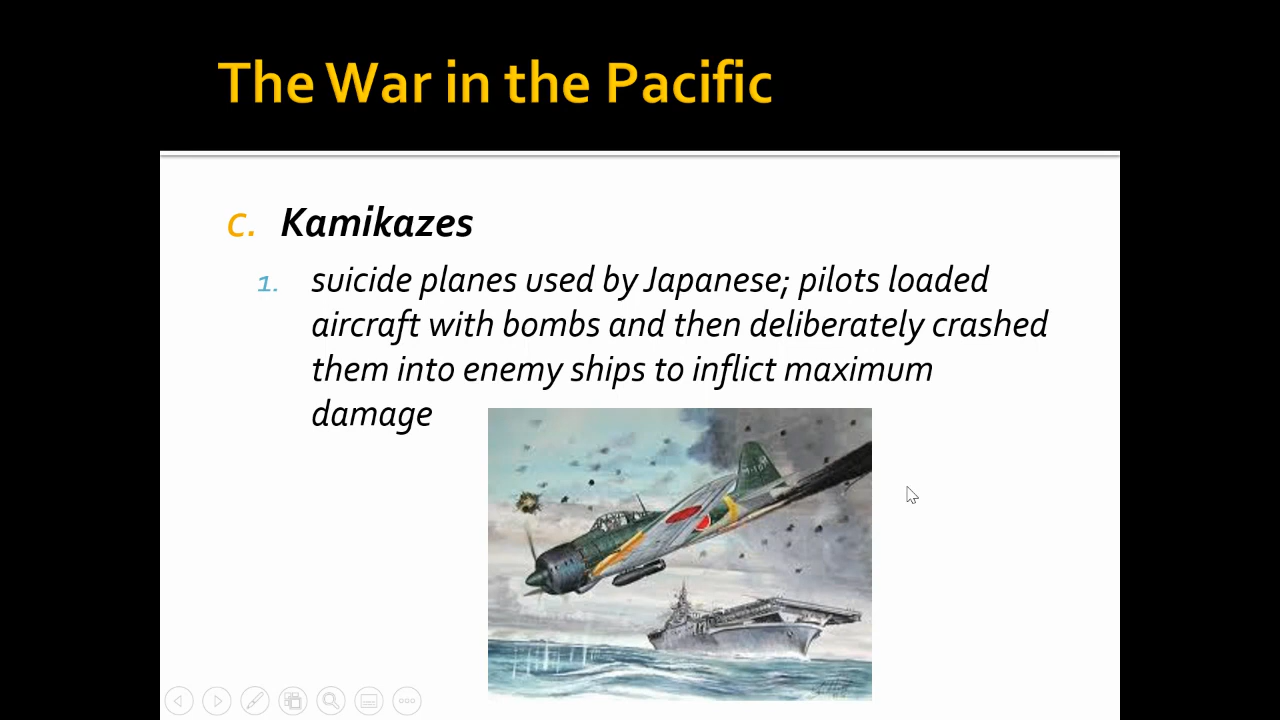 The War in the Pacific
C. Kamikazes
1. suicide planes used by Japanese; pilots loaded
aircraft with bombs and then deliberately crashed
them into enemy ships to inflict maximum
damage